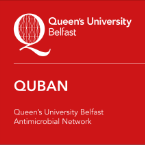 Queen's University
Belfast
QUBAN
Queen's University Belfast
Antimicrobial Network